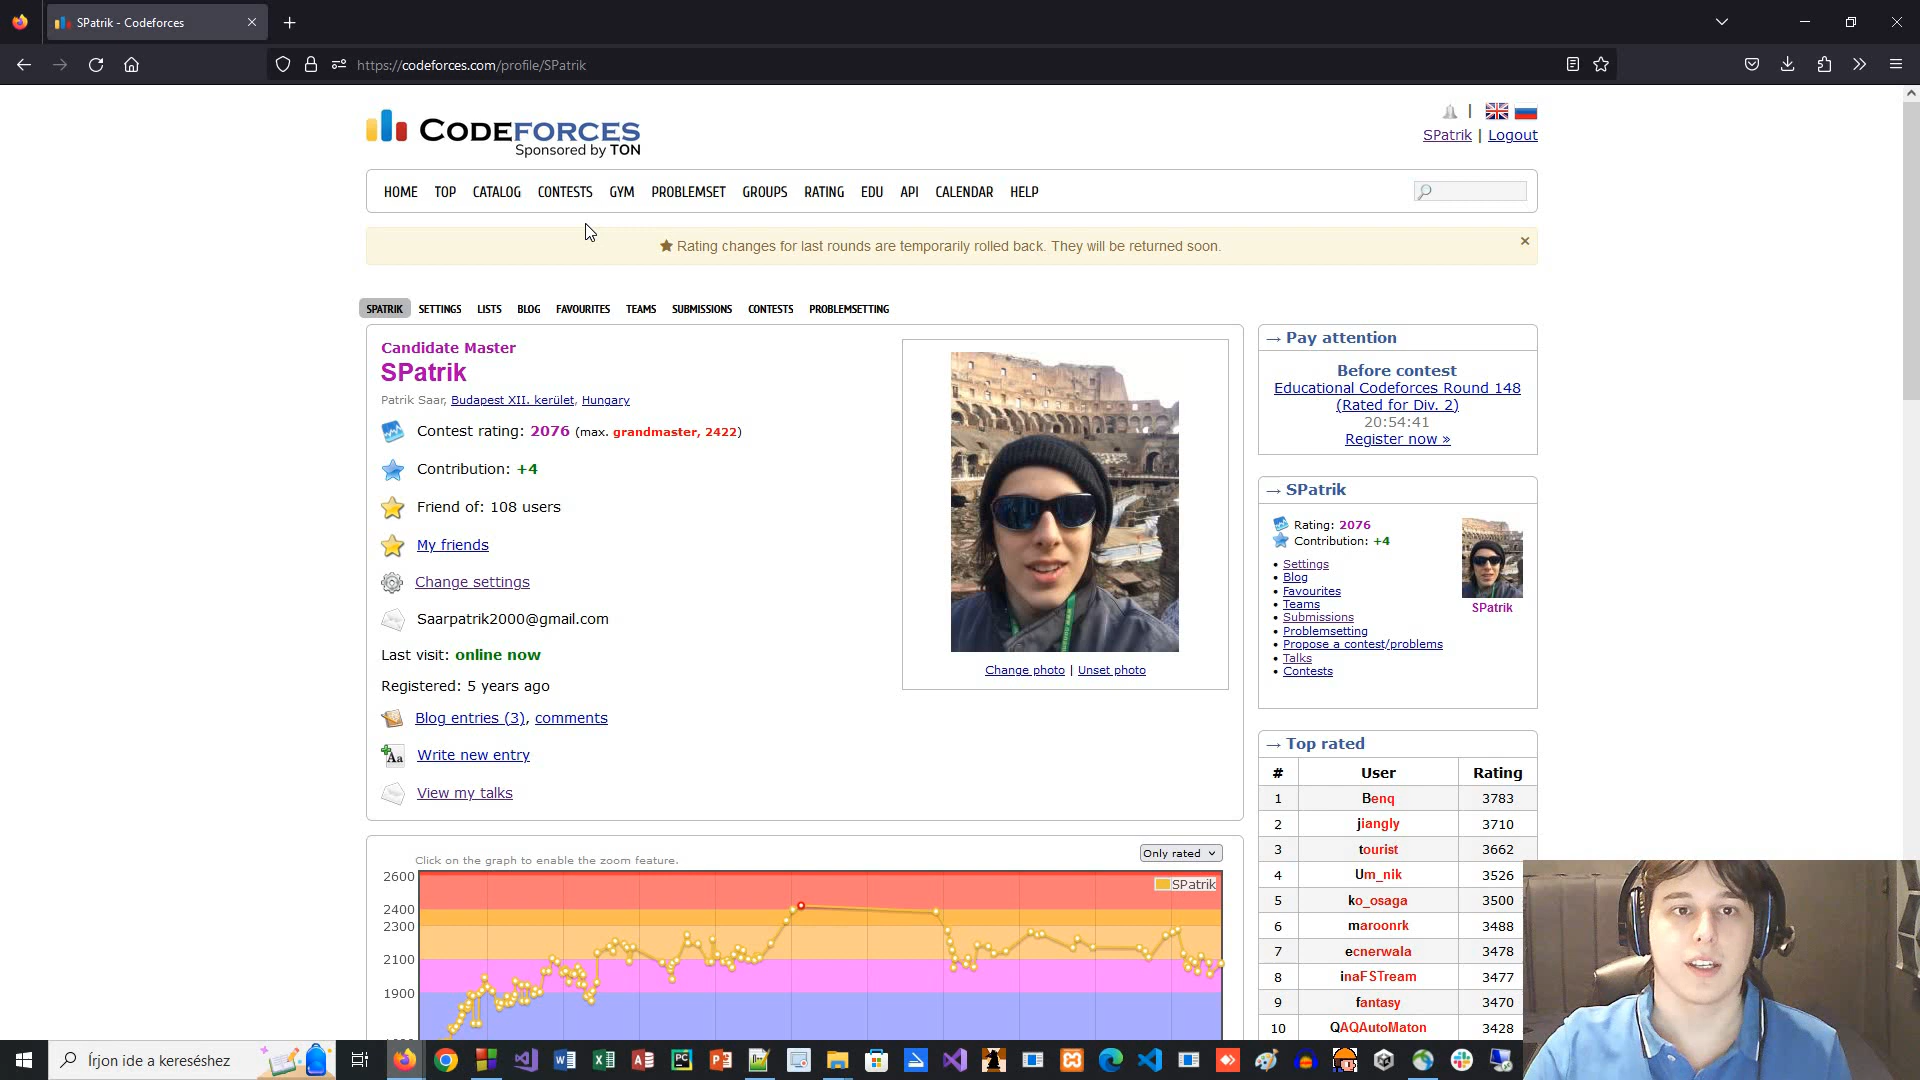 SPatrik - Codeforces
https://codeforces.com/profile/SPatrik
CODEFORCES
Sponsored by TON
SPatrik | Logout
HOME TOP CATALOG CONTESTS GYM PROBLEMSET GROUPS RATING EDU API CALENDAR HELP
Rating changes for last rounds are temporarily rolled back. They will be returned soon.
SPATRIK SETTINGS LISTS BLOG FAVOURITES TEAMS SUBMISSIONS CONTESTS PROBLEMSETTING
Candidate Master
SPatrik
Patrik Saar, Budapest XII. kerület, Hungary
Contest rating: 2076 (max. grandmaster, 2422)
Contribution: +4
Friend of: 108 users
My friends
Change settings
Saarpatrik2000@gmail.com
Last visit: online now
Registered: 5 years ago
Blog entries (3), comments
Write new entry
View my talks
Change photo | Unset photo
→ Pay attention
Before contest
Educational Codeforces Round 148
(Rated for Div. 2)
20:54:41
Register now »
→ SPatrik
Rating: 2076
Contribution: +4
• Settings
• Blog
• Favourites
• Teams
• Submissions
• Problemsetting
• Propose a contest/problems
• Talks
• Contests
SPatrik
→ Top rated
# User Rating
1 Benq 3783
2 jiangly 3710
3 tourist 3662
4 Um_nik 3526
5 ko_osaga 3500
6 maroonrk 3488
7 ecnerwala 3478
8 inaFSTream 3477
9 fantasy 3470
10 QAQAutoMaton 3428
Click on the graph to enable the zoom feature.
Only rated
SPatrik
2600
2400
2300
2100
1900
Írjon ide a kereséshez